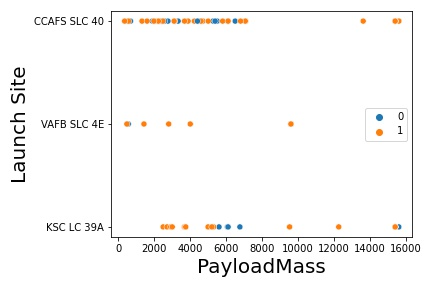 CCAFS SLC 40
VAFB SLC 4E
KSC LC 39A
Launch Site
0
1
0 2000 4000 6000 8000 10000 12000 14000 16000
PayloadMass